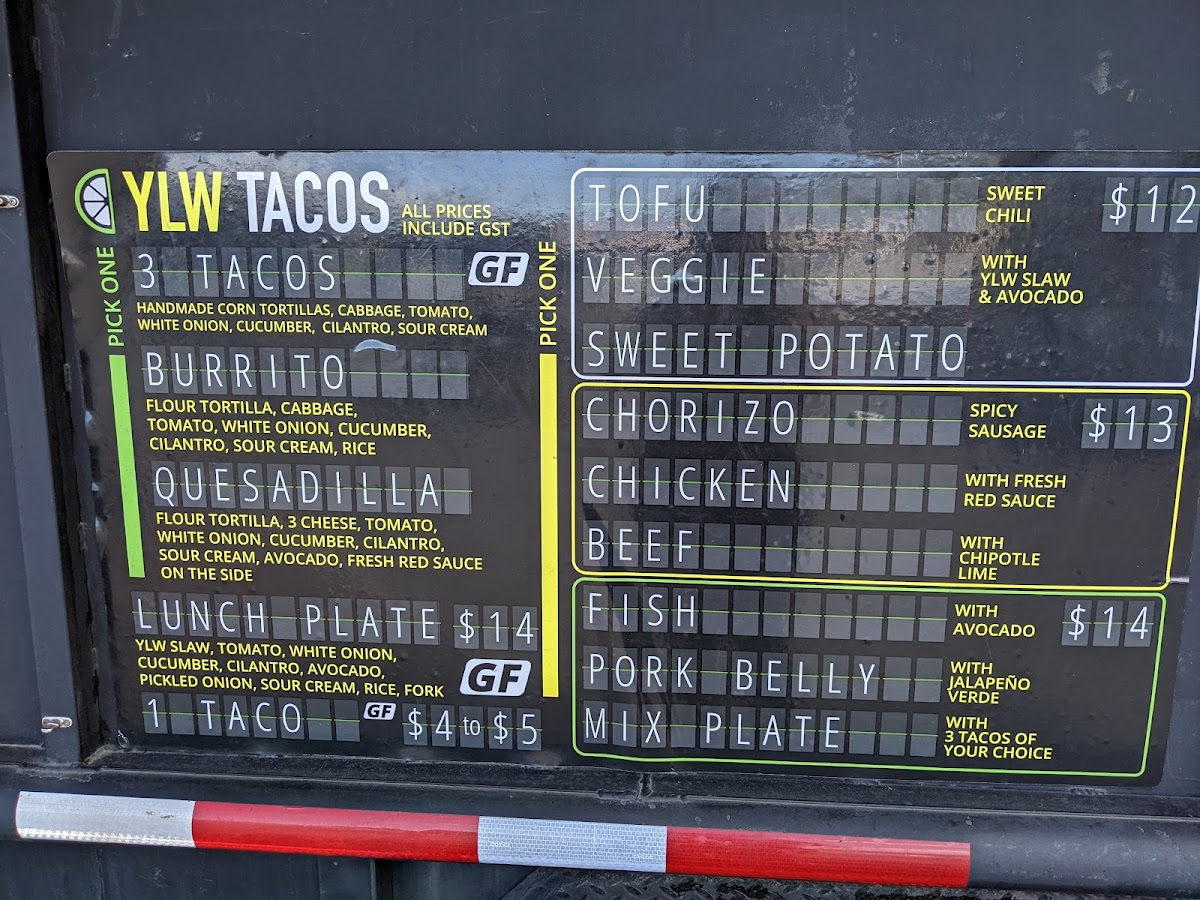 YLW TACOS
ALL PRICES
INCLUDE GST
PICK ONE
3 TACOS GF
HANDMADE CORN TORTILLAS, CABBAGE, TOMATO,
WHITE ONION, CUCUMBER, CILANTRO, SOUR CREAM
BURRITO
FLOUR TORTILLA, CABBAGE,
TOMATO, WHITE ONION, CUCUMBER,
CILANTRO, SOUR CREAM, RICE
QUESADILLA
FLOUR TORTILLA, 3 CHEESE, TOMATO,
WHITE ONION, CUCUMBER, CILANTRO,
SOUR CREAM, AVOCADO, FRESH RED SAUCE
ON THE SIDE
LUNCH PLATE $14
YLW SLAW, TOMATO, WHITE ONION,
CUCUMBER, CILANTRO, AVOCADO,
PICKLED ONION, SOUR CREAM, RICE, FORK GF
1 TACO GF $4 to $5
PICK ONE
TOFU SWEET $12
CHILI
VEGGIE WITH
YLW SLAW
& AVOCADO
SWEET POTATO
CHORIZO SPICY $13
SAUSAGE
CHICKEN WITH FRESH
RED SAUCE
BEEF WITH
CHIPOTLE
LIME
FISH WITH $14
AVOCADO
PORK BELLY WITH
JALAPEÑO
VERDE
MIX PLATE WITH
3 TACOS OF
YOUR CHOICE